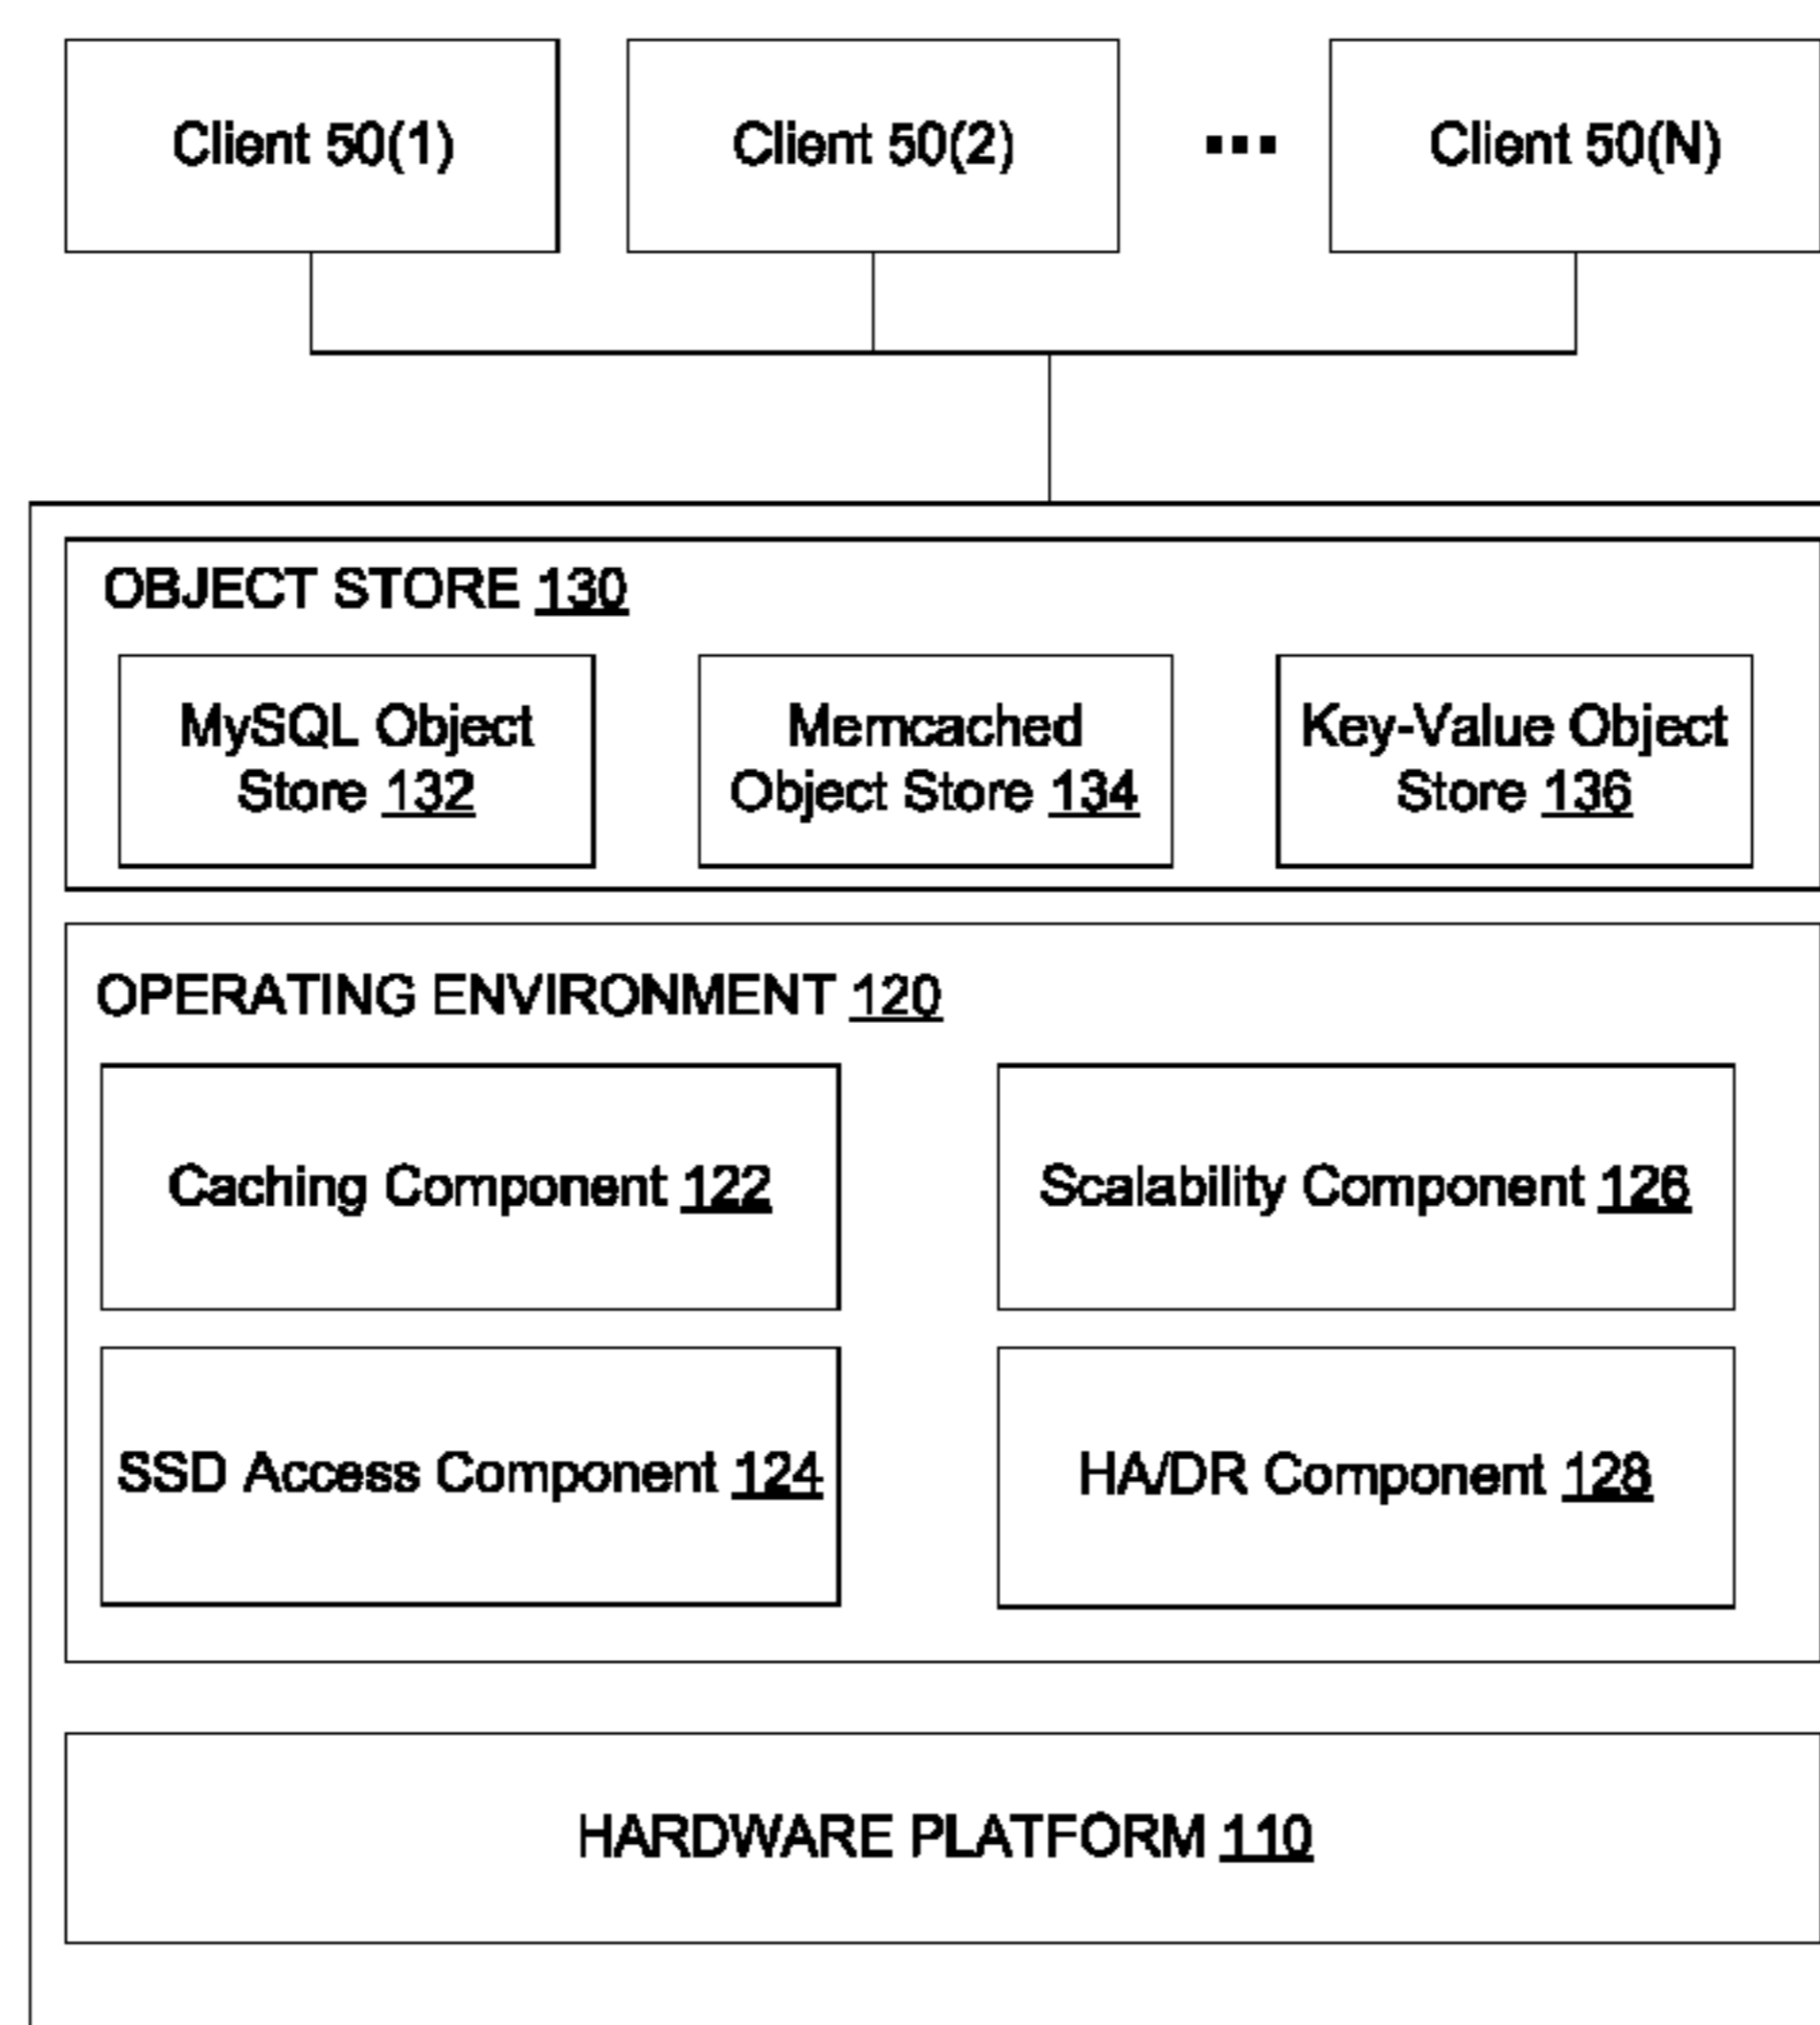 Client 50(1)
Client 50(2)
...
Client 50(N)
OBJECT STORE 130
MySQL Object
Store 132
Memcached
Object Store 134
Key-Value Object
Store 136
OPERATING ENVIRONMENT 120
Caching Component 122
Scalability Component 126
SSD Access Component 124
HA/DR Component 128
HARDWARE PLATFORM 110